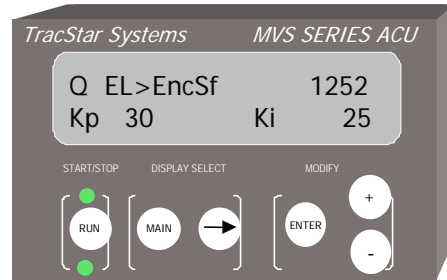 TracStar Systems MVS SERIES ACU
Q EL>EncSf 1252
Kp 30 Ki 25
START/STOP DISPLAY SELECT MODIFY
RUN MAIN ENTER +
-